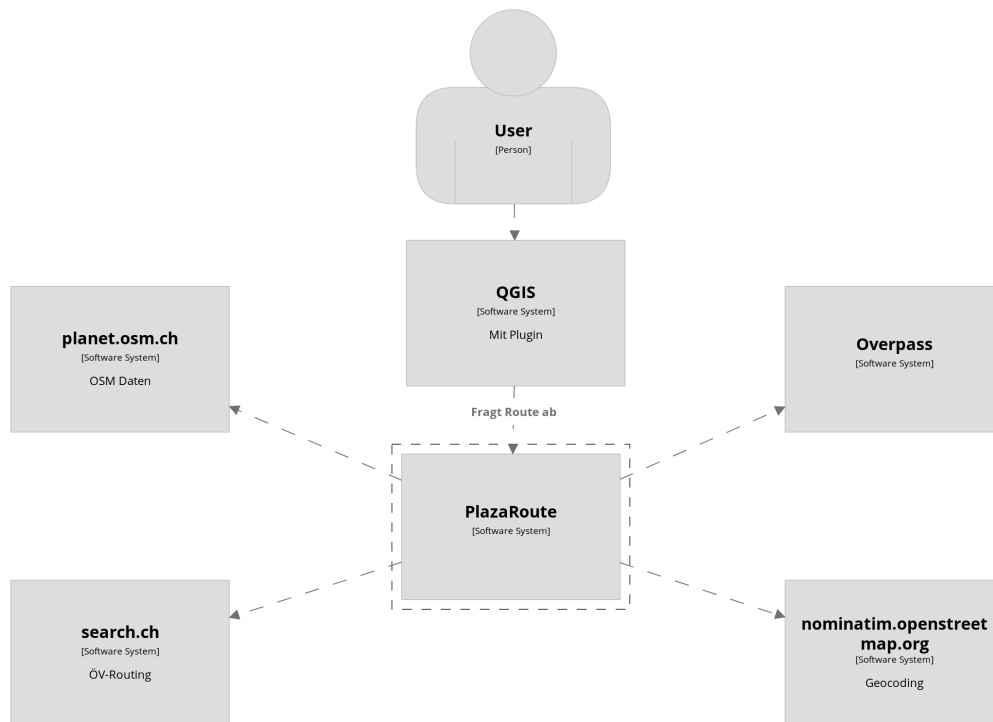 User
[Person]
QGIS
[Software System]
Mit Plugin
planet.osm.ch
[Software System]
OSM Daten
Overpass
[Software System]
Fragt Route ab
PlazaRoute
[Software System]
search.ch
[Software System]
ÖV-Routing
nominatim.openstreet
map.org
[Software System]
Geocoding